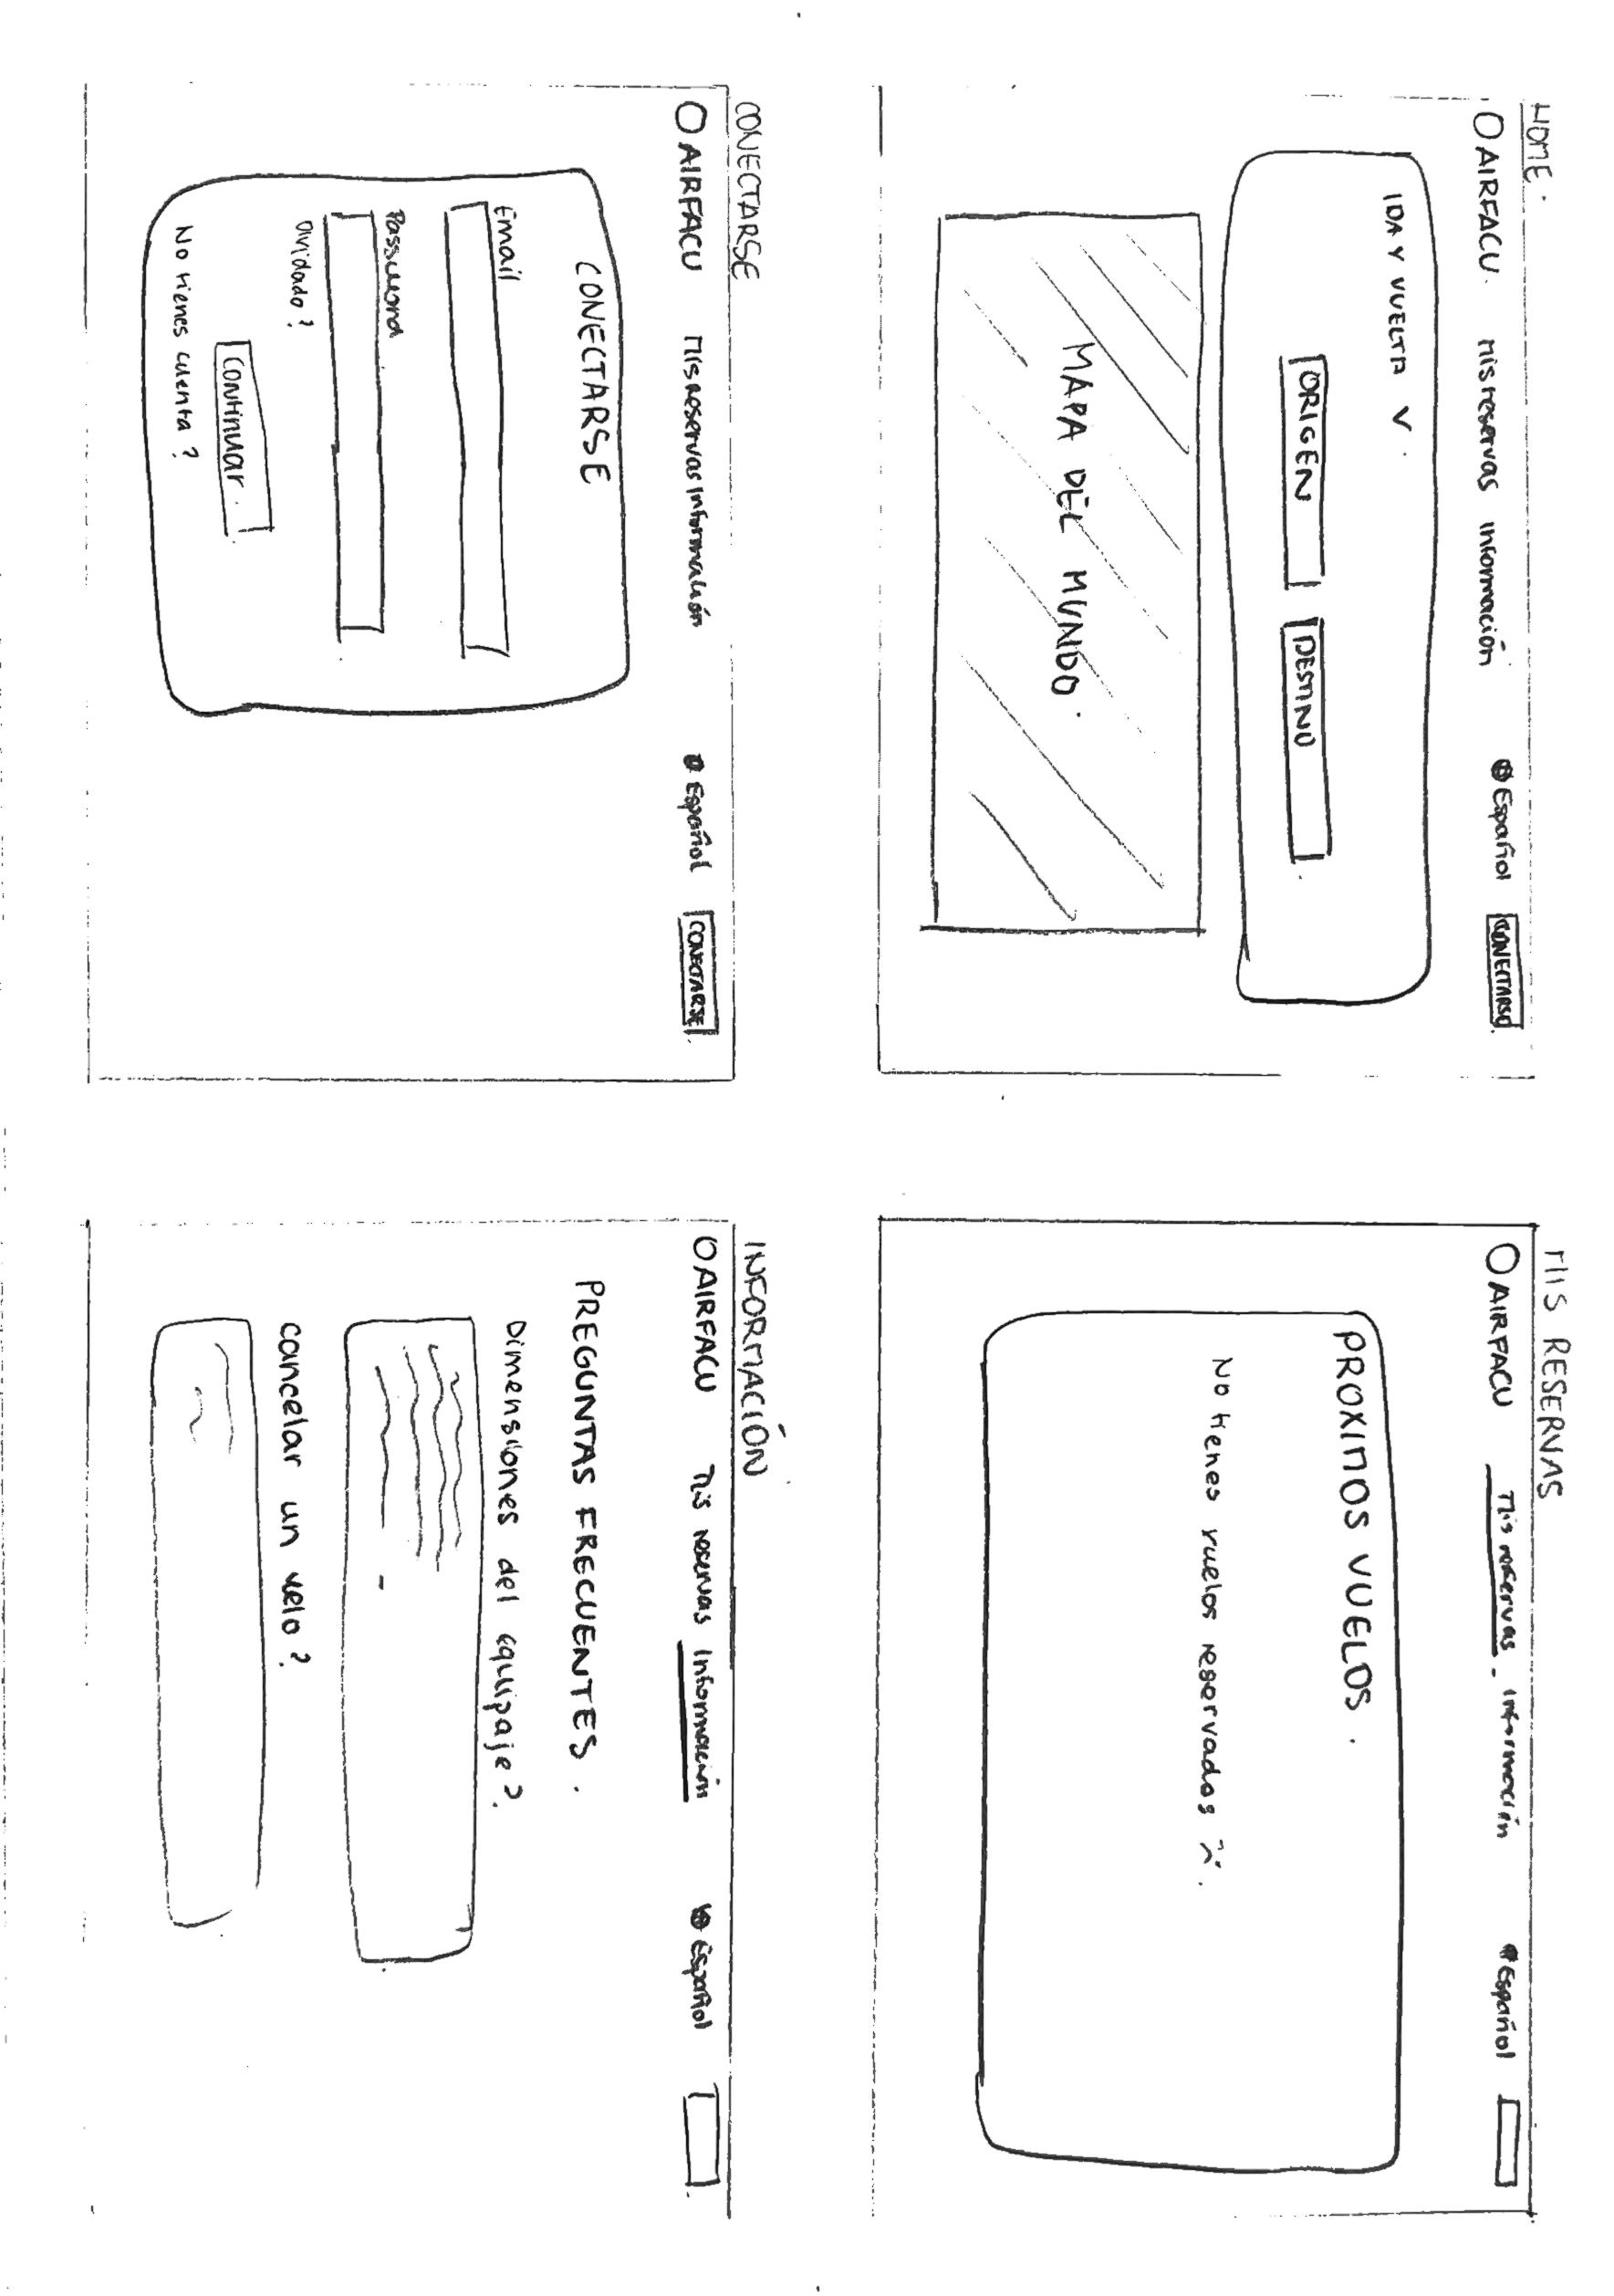 HOME.
AIRFACU. Mis reservas Información Español CONECTARSE
IDA Y VUELTA
ORIGEN DESTINO
MAPA DEL MUNDO.
MIS RESERVAS
AIRFACU Mis reservas. Información Español
PROXIMOS VUELOS.
No tienes vuelos reservados
CONECTARSE
AIRFACU Mis reservas Información Español CONECTARSE
CONECTARSE
Email
Password
Olvidado?
Continuar.
No tienes cuenta?
INFORMACIÓN
AIRFACU Mis reservas Información Español
PREGUNTAS FRECUENTES.
Dimensiones del equipaje?
cancelar un velo?